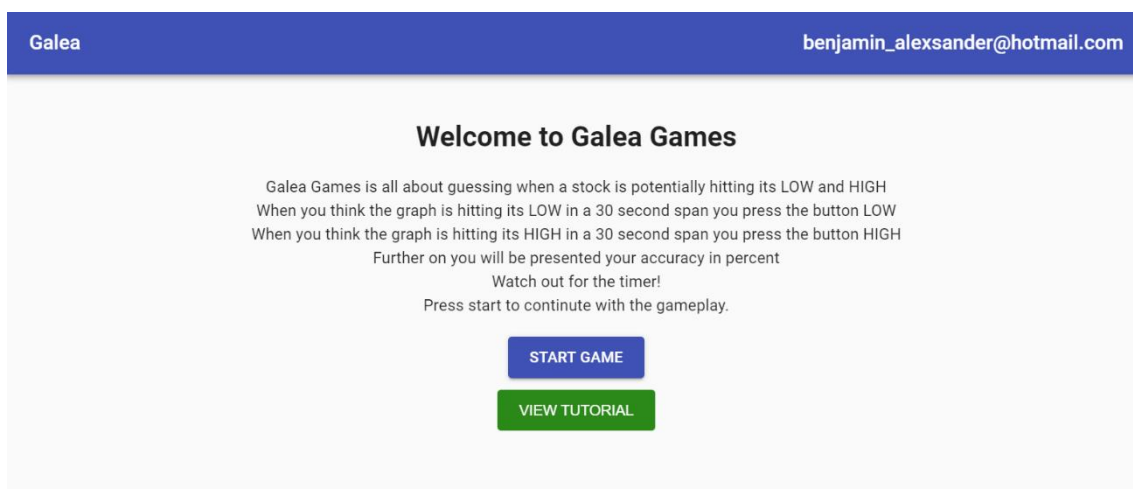 Galea
benjamin_alexsander@hotmail.com
Welcome to Galea Games
Galea Games is all about guessing when a stock is potentially hitting its LOW and HIGH
When you think the graph is hitting its LOW in a 30 second span you press the button LOW
When you think the graph is hitting its HIGH in a 30 second span you press the button HIGH
Further on you will be presented your accuracy in percent
Watch out for the timer!
Press start to continute with the gameplay.
START GAME
VIEW TUTORIAL